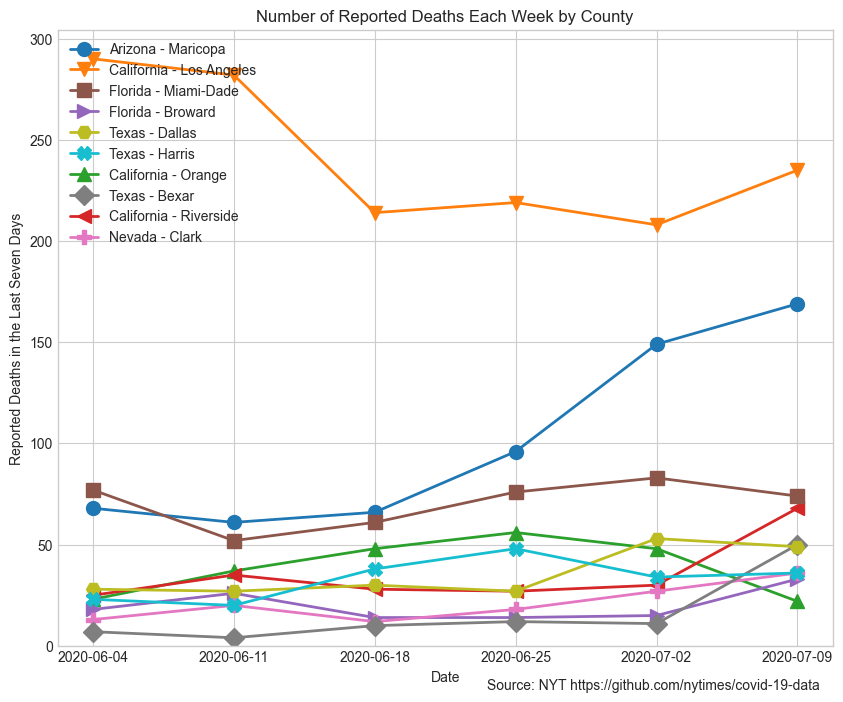 Number of Reported Deaths Each Week by County
Reported Deaths in the Last Seven Days
300
250
200
150
100
50
0
Arizona - Maricopa
California - Los Angeles
Florida - Miami-Dade
Florida - Broward
Texas - Dallas
Texas - Harris
California - Orange
Texas - Bexar
California - Riverside
Nevada - Clark
2020-06-04 2020-06-11 2020-06-18 2020-06-25 2020-07-02 2020-07-09
Date
Source: NYT https://github.com/nytimes/covid-19-data